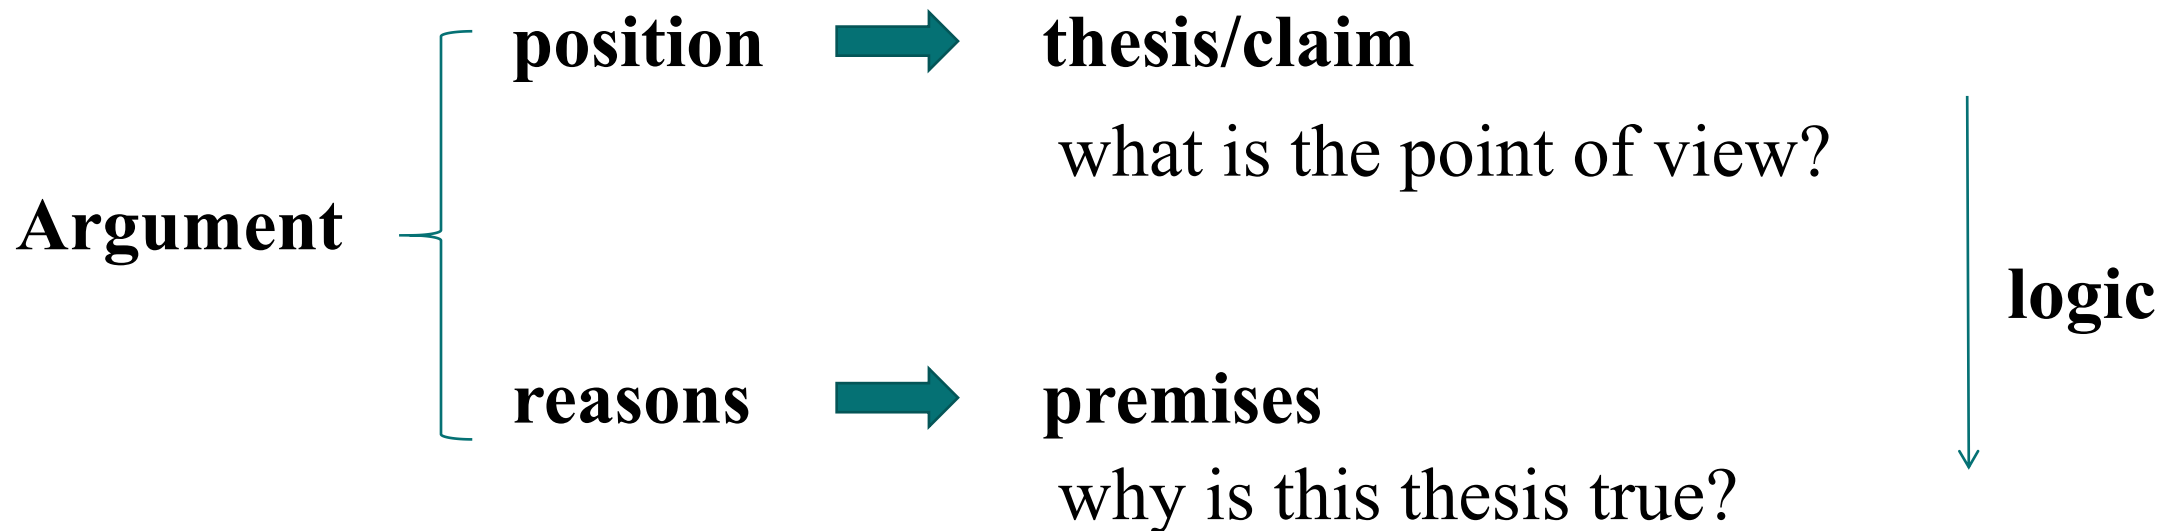 position thesis/claim
what is the point of view?
Argument
logic
reasons premises
why is this thesis true?